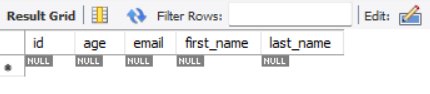 Result Grid Filter Rows: Edit:
id age email first_name last_name
NULL NULL NULL NULL NULL